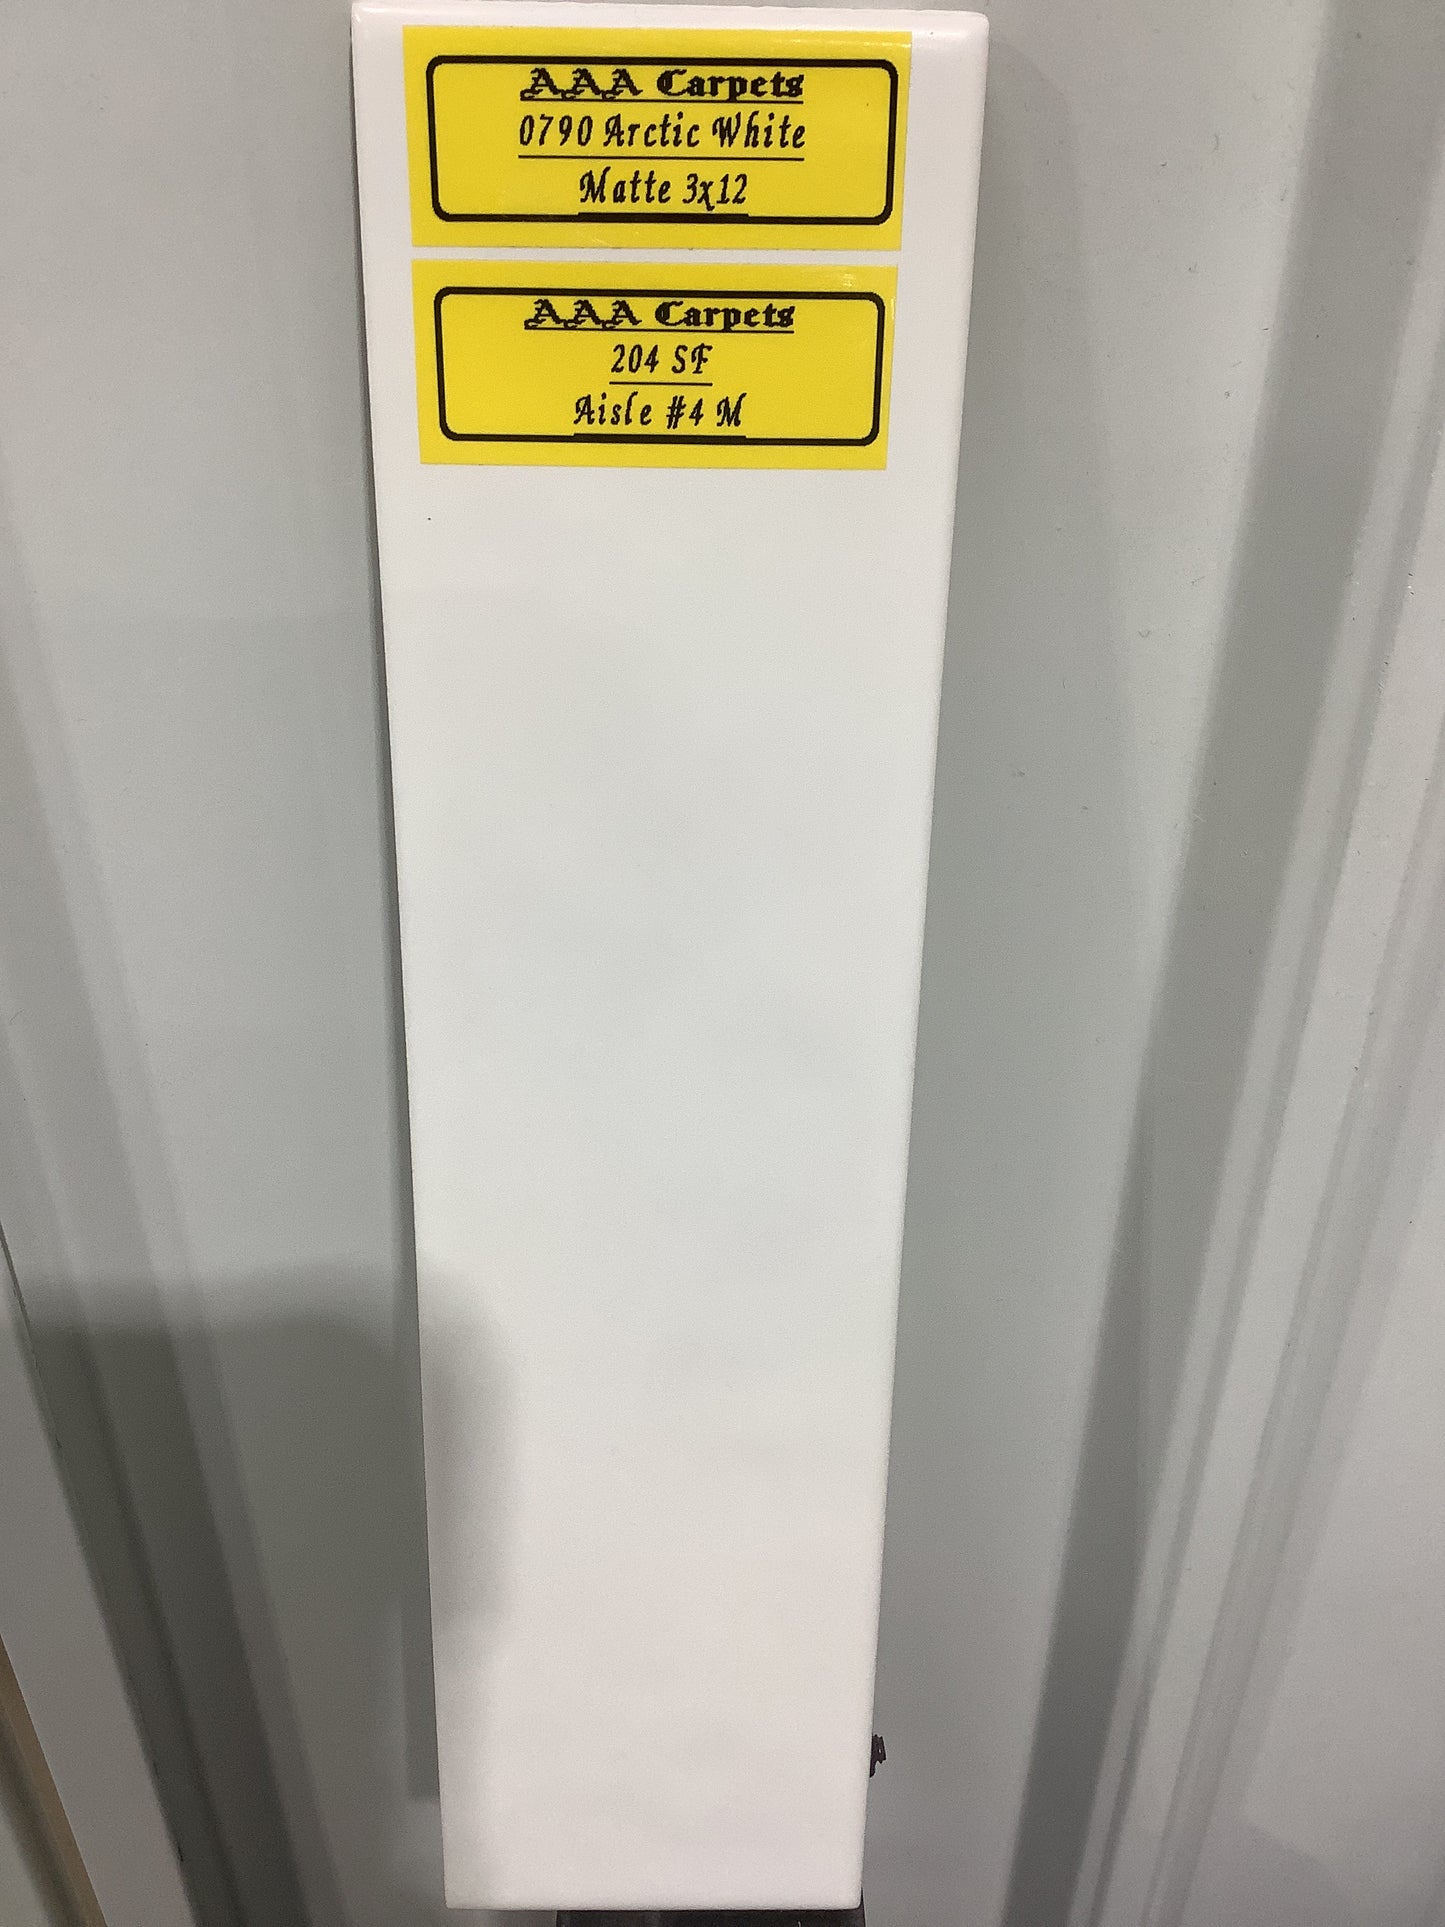 AAA Carpets
0790 Arctic White
Matte 3x12
AAA Carpets
204 SF
Aisle #4 M